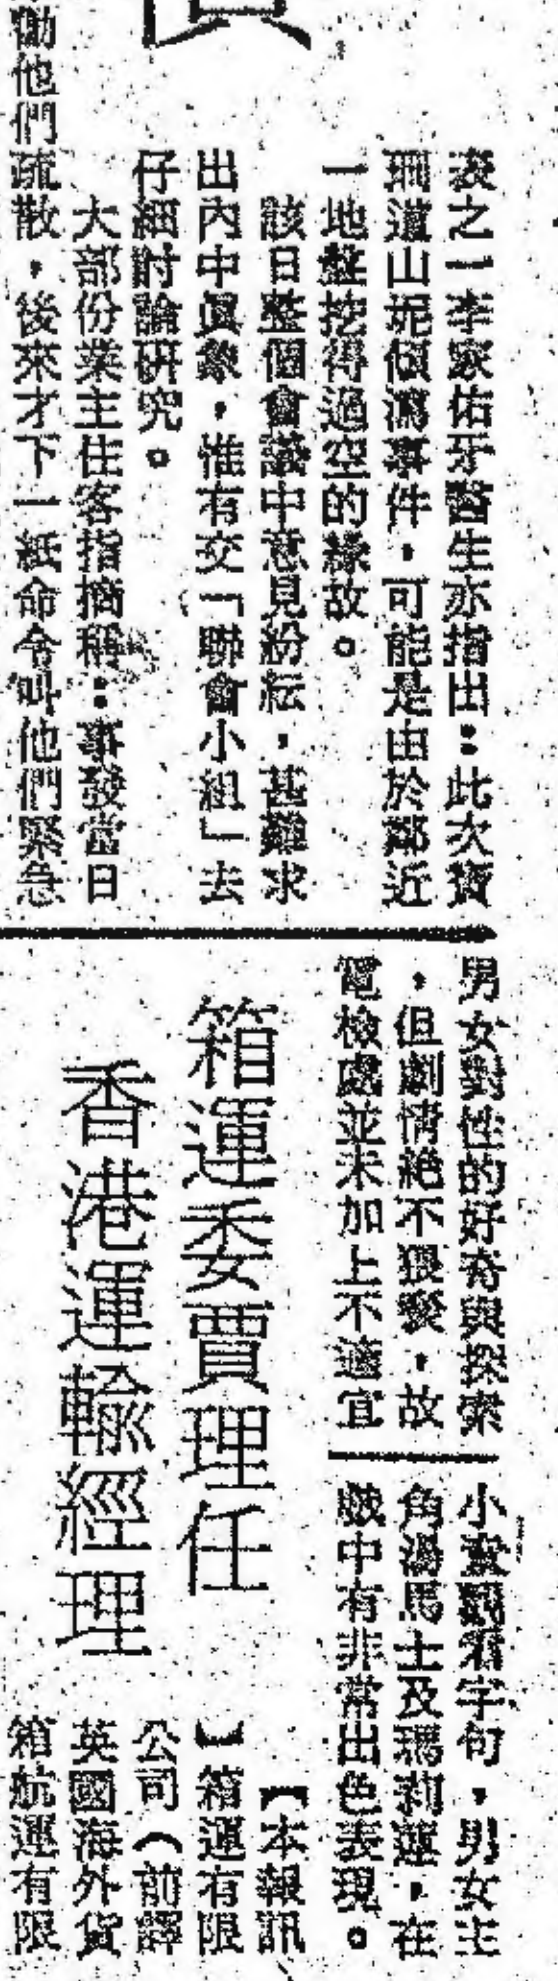 表之一李家佑牙醫生亦指出：此次寶
珊道山坭傾瀉事件，可能是由於鄰近
一地盤挖得過空的緣故。
該日整個會議中意見紛紜，甚難求
出內中眞象，惟有交「聯會小組」去
仔細討論研究。
大部份業主住客指摘稱：事發當日
勸他們疏散，後來才下一紙命令叫他們緊急
男女對性的好奇與探索
，但劇情絶不猥褻，故
電檢處並未加上不適宜
小童觀看字句，男女主
角湯馬士及瑪莉蓮，在
戲中有非常出色表現。
箱運委賈理任
香港運輸經理
【本報訊
】箱運有限
公司（前譯
英國海外貨
箱航運有限